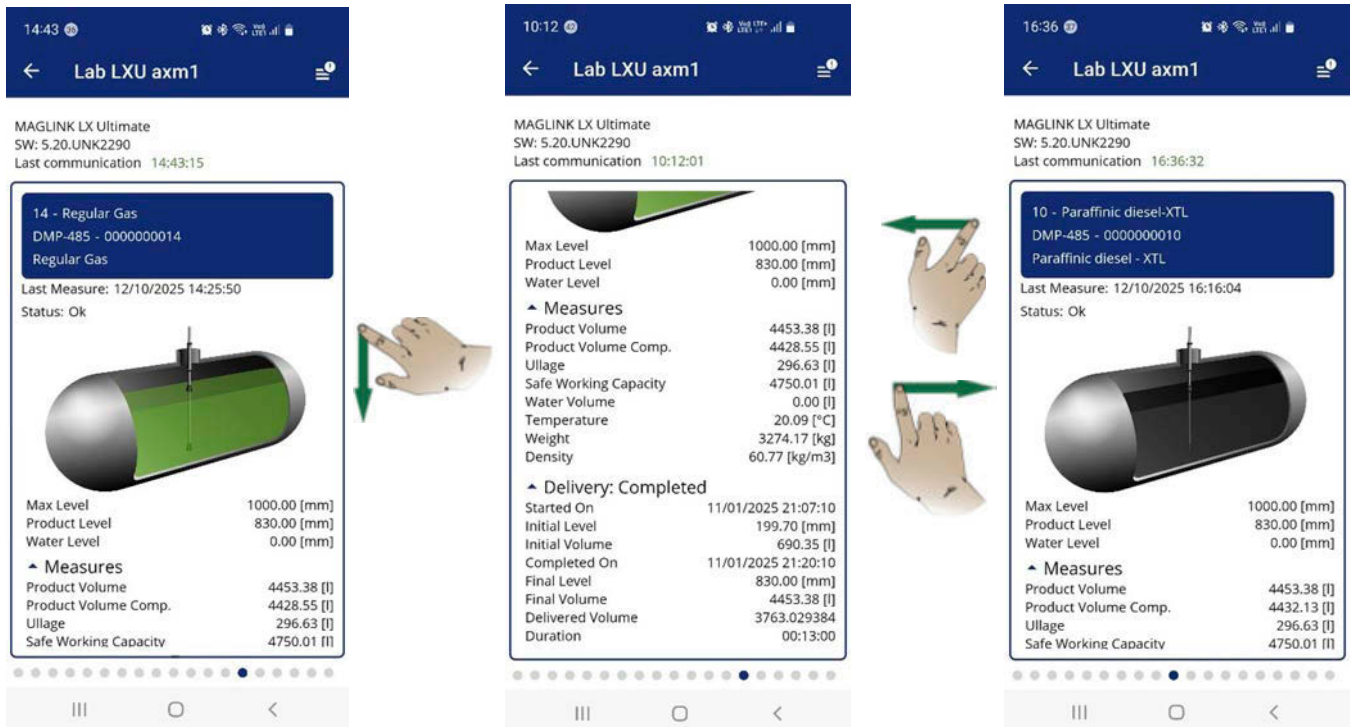 14:43
Lab LXU axm1
MAGLINK LX Ultimate
SW: 5.20.UNK2290
Last communication 14:43:15
14 - Regular Gas
DMP-485 - 0000000014
Regular Gas
Last Measure: 12/10/2025 14:25:50
Status: Ok
Max Level 1000.00 [mm]
Product Level 830.00 [mm]
Water Level 0.00 [mm]
Measures
Product Volume 4453.38 [l]
Product Volume Comp. 4428.55 [l]
Ullage 296.63 [l]
Safe Working Capacity 4750.01 [l]
10:12
Lab LXU axm1
MAGLINK LX Ultimate
SW: 5.20.UNK2290
Last communication 10:12:01
Max Level 1000.00 [mm]
Product Level 830.00 [mm]
Water Level 0.00 [mm]
Measures
Product Volume 4453.38 [l]
Product Volume Comp. 4428.55 [l]
Ullage 296.63 [l]
Safe Working Capacity 4750.01 [l]
Water Volume 0.00 [l]
Temperature 20.09 [°C]
Weight 3274.17 [kg]
Density 60.77 [kg/m3]
Delivery: Completed
Started On 11/01/2025 21:07:10
Initial Level 199.70 [mm]
Initial Volume 690.35 [l]
Completed On 11/01/2025 21:20:10
Final Level 830.00 [mm]
Final Volume 4453.38 [l]
Delivered Volume 3763.029384
Duration 00:13:00
16:36
Lab LXU axm1
MAGLINK LX Ultimate
SW: 5.20.UNK2290
Last communication 16:36:32
10 - Paraffinic diesel-XTL
DMP-485 - 0000000010
Paraffinic diesel - XTL
Last Measure: 12/10/2025 16:16:04
Status: Ok
Max Level 1000.00 [mm]
Product Level 830.00 [mm]
Water Level 0.00 [mm]
Measures
Product Volume 4453.38 [l]
Product Volume Comp. 4432.13 [l]
Ullage 296.63 [l]
Safe Working Capacity 4750.01 [l]